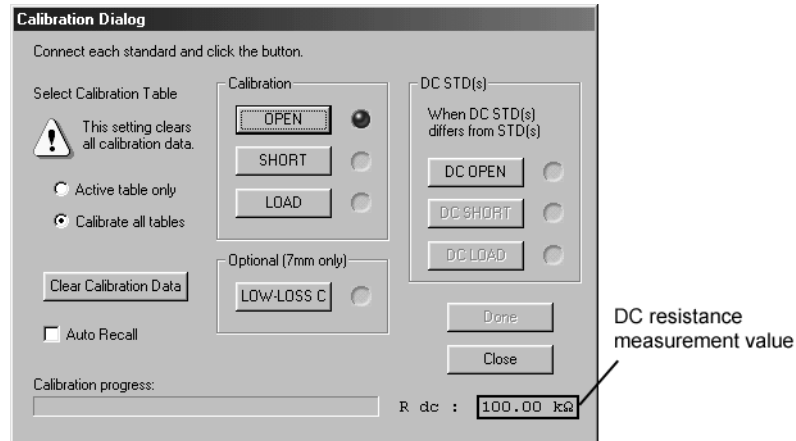 Calibration Dialog
Connect each standard and click the button.
Select Calibration Table
This setting clears
all calibration data.
Active table only
Calibrate all tables
Clear Calibration Data
Auto Recall
Calibration
OPEN
SHORT
LOAD
Optional (7mm only)
LOW-LOSS C
DC STD(s)
When DC STD(s)
differs from STD(s)
DC OPEN
DC SHORT
DC LOAD
Done
Close
Calibration progress:
R dc : 100.00 kΩ
DC resistance
measurement value